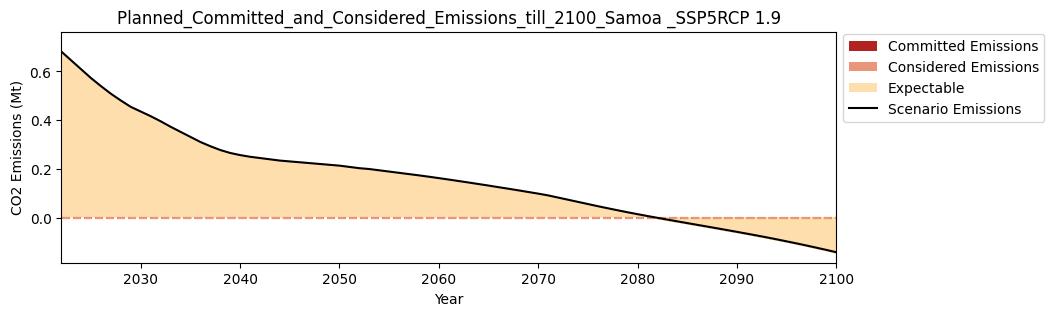 Planned_Committed_and_Considered_Emissions_till_2100_Samoa _SSP5RCP 1.9
CO2 Emissions (Mt)
0.6
0.4
0.2
0.0
2030 2040 2050 2060 2070 2080 2090 2100
Year
Committed Emissions
Considered Emissions
Expectable
Scenario Emissions